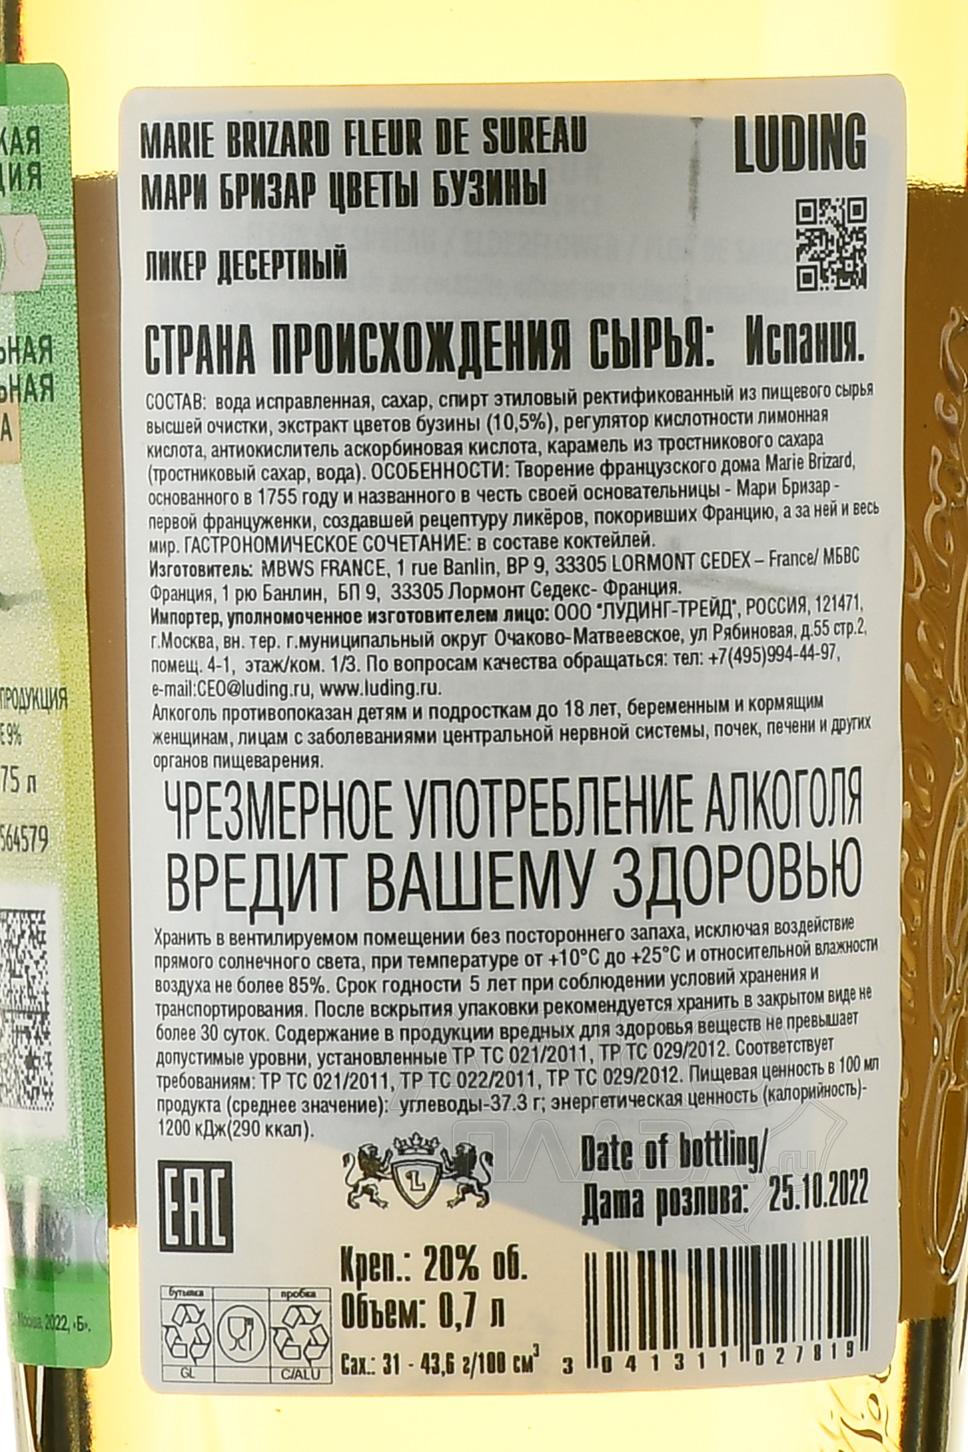 MARIE BRIZARD FLEUR DE SUREAU
LUDING
МАРИ БРИЗАР ЦВЕТЫ БУЗИНЫ
ЛИКЕР ДЕСЕРТНЫЙ
СТРАНА ПРОИСХОЖДЕНИЯ СЫРЬЯ: Испания.
СОСТАВ: вода исправленная, сахар, спирт этиловый ректификованный из пищевого сырья
высшей очистки, экстракт цветов бузины (10,5%), регулятор кислотности лимонная
кислота, антиокислитель аскорбиновая кислота, карамель из тростникового сахара
(тростниковый сахар, вода). ОСОБЕННОСТИ: Творение французского дома Marie Brizard,
основанного в 1755 году и названного в честь своей основательницы - Мари Бризар -
первой француженки, создавшей рецептуру ликёров, покоривших Францию, а за ней и весь
мир. ГАСТРОНОМИЧЕСКОЕ СОЧЕТАНИЕ: в составе коктейлей.
Изготовитель: MBWS FRANCE, 1 rue Banlin, BP 9, 33305 LORMONT CEDEX – France/ МБВС
Франция, 1 рю Банлин, БП 9, 33305 Лормонт Седекс- Франция.
Импортер, уполномоченное изготовителем лицо: ООО "ЛУДИНГ-ТРЕЙД", РОССИЯ, 121471,
г.Москва, вн. тер. г.муниципальный округ Очаково-Матвеевское, ул Рябиновая, д.55 стр.2,
помещ. 4-1, этаж/ком. 1/3. По вопросам качества обращаться: тел: +7(495)994-44-97,
e-mail:CEO@luding.ru, www.luding.ru.
Алкоголь противопоказан детям и подросткам до 18 лет, беременным и кормящим
женщинам, лицам с заболеваниями центральной нервной системы, почек, печени и других
органов пищеварения.
ЧРЕЗМЕРНОЕ УПОТРЕБЛЕНИЕ АЛКОГОЛЯ
ВРЕДИТ ВАШЕМУ ЗДОРОВЬЮ
Хранить в вентилируемом помещении без постороннего запаха, исключая воздействие
прямого солнечного света, при температуре от +10°С до +25°С и относительной влажности
воздуха не более 85%. Срок годности 5 лет при соблюдении условий хранения и
транспортирования. После вскрытия упаковки рекомендуется хранить в закрытом виде не
более 30 суток. Содержание в продукции вредных для здоровья веществ не превышает
допустимые уровни, установленные ТР ТС 021/2011, ТР ТС 029/2012. Соответствует
требованиям: ТР ТС 021/2011, ТР ТС 022/2011, ТР ТС 029/2012. Пищевая ценность в 100 мл
продукта (среднее значение): углеводы-37.3 г; энергетическая ценность (калорийность)-
1200 кДж(290 ккал).
EAC
L
Date of bottling/
Дата розлива: 25.10.2022
Креп.: 20% об.
Объем: 0,7 л
Сах.: 31 - 43,6 г/100 см³
бутылка
пробка
GL
C/ALU
3 041311 027819
КАЯ
ЦИЯ
ЬНАЯ
ЬНАЯ
А
ПРОДУКЦИЯ
Е 9%
75 л
564579
2022, «Б».